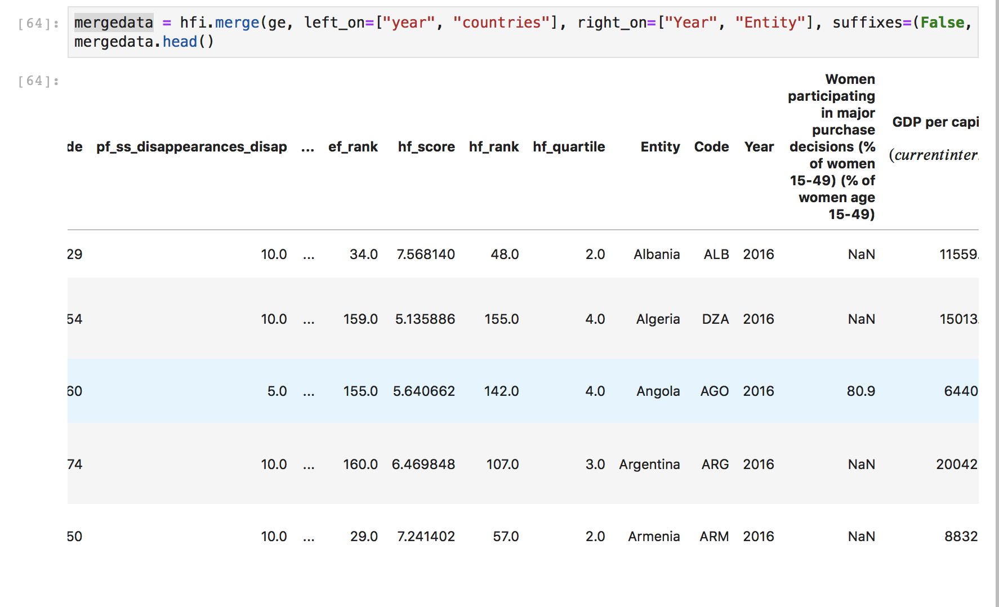 [64]: mergedata = hfi.merge(ge, left_on=["year", "countries"], right_on=["Year", "Entity"], suffixes=(False,
mergedata.head()
[64]:
Women
participating
in major
purchase
decisions (%
of women
15-49) (% of
women age
15-49)
GDP per capi
(currentinter
de pf_ss_disappearances_disap ... ef_rank hf_score hf_rank hf_quartile Entity Code Year
29 10.0 ... 34.0 7.568140 48.0 2.0 Albania ALB 2016 NaN 11559.
54 10.0 ... 159.0 5.135886 155.0 4.0 Algeria DZA 2016 NaN 15013.
60 5.0 ... 155.0 5.640662 142.0 4.0 Angola AGO 2016 80.9 6440
74 10.0 ... 160.0 6.469848 107.0 3.0 Argentina ARG 2016 NaN 20042
50 10.0 ... 29.0 7.241402 57.0 2.0 Armenia ARM 2016 NaN 8832